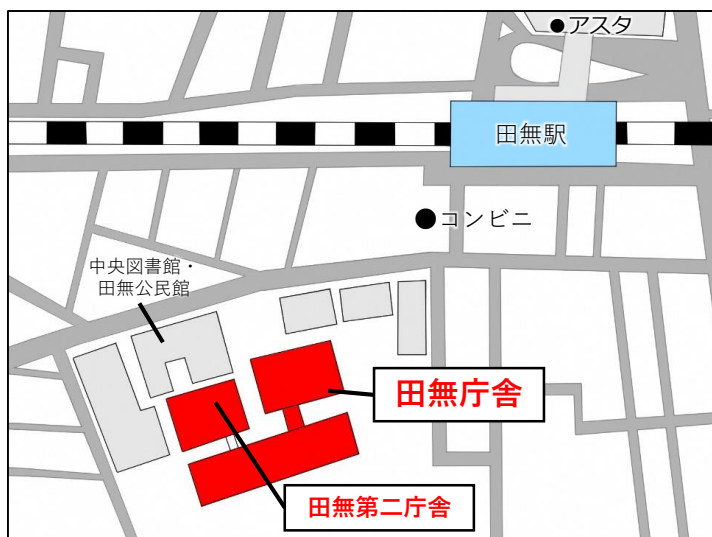 アスタ
田無駅
コンビニ
中央図書館・
田無公民館
田無庁舎
田無第二庁舎